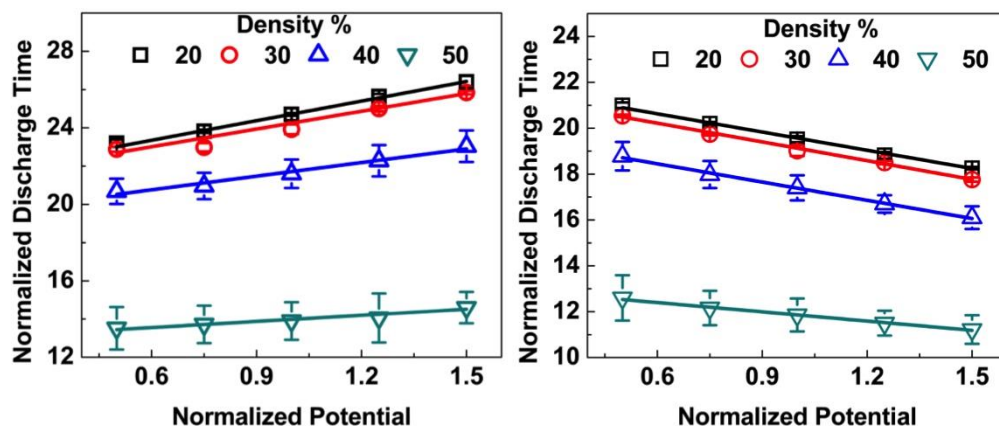 Density %
20 30 40 50
Normalized Discharge Time
28
24
20
16
12
0.6 0.9 1.2 1.5
Normalized Potential
Density %
20 30 40 50
Normalized Discharge Time
24
22
20
18
16
14
12
10
0.6 0.9 1.2 1.5
Normalized Potential